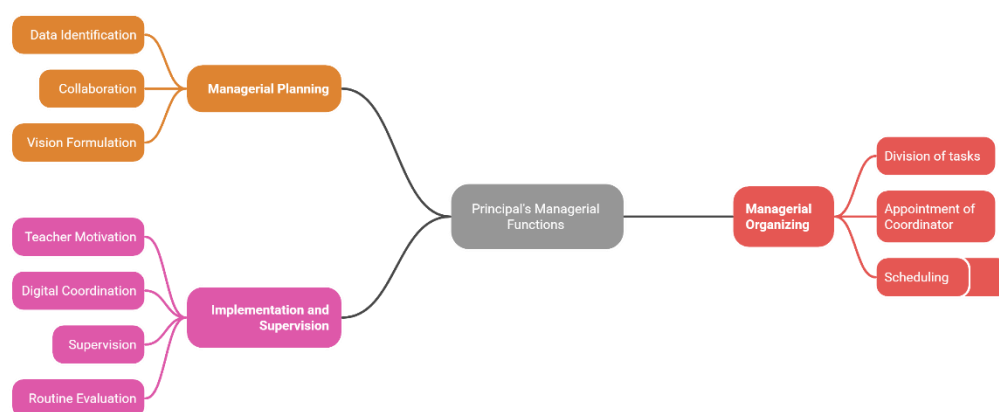 Data Identification
Collaboration
Vision Formulation
Managerial Planning
Teacher Motivation
Digital Coordination
Supervision
Routine Evaluation
Implementation and
Supervision
Principal's Managerial
Functions
Managerial
Organizing
Division of tasks
Appointment of
Coordinator
Scheduling